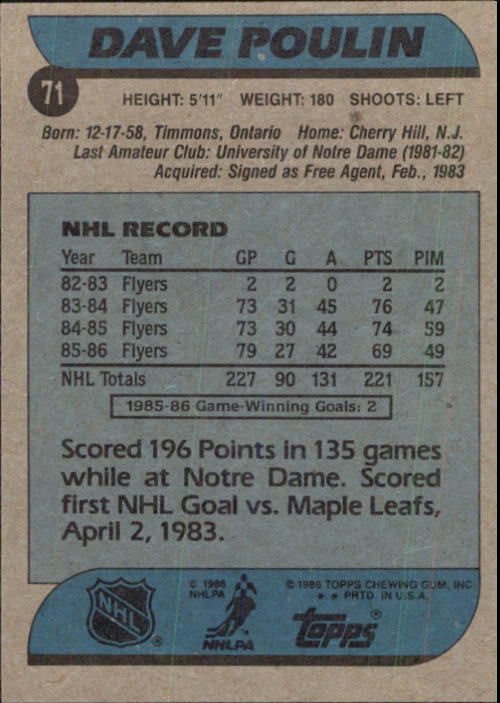 DAVE POULIN
71
HEIGHT: 5'11" WEIGHT: 180 SHOOTS: LEFT
Born: 12-17-58, Timmons, Ontario Home: Cherry Hill, N.J.
Last Amateur Club: University of Notre Dame (1981-82)
Acquired: Signed as Free Agent, Feb., 1983
NHL RECORD
Year Team GP G A PTS PIM
82-83 Flyers 2 2 0 2 2
83-84 Flyers 73 31 45 76 47
84-85 Flyers 73 30 44 74 59
85-86 Flyers 79 27 42 69 49
NHL Totals 227 90 131 221 157
1985-86 Game-Winning Goals: 2
Scored 196 Points in 135 games
while at Notre Dame. Scored
first NHL Goal vs. Maple Leafs,
April 2, 1983.
NHL ®
© 1986
NHLPA
NHLPA
© 1986 TOPPS CHEWING GUM, INC.
* * PRTD. IN U.S.A.
topps ®